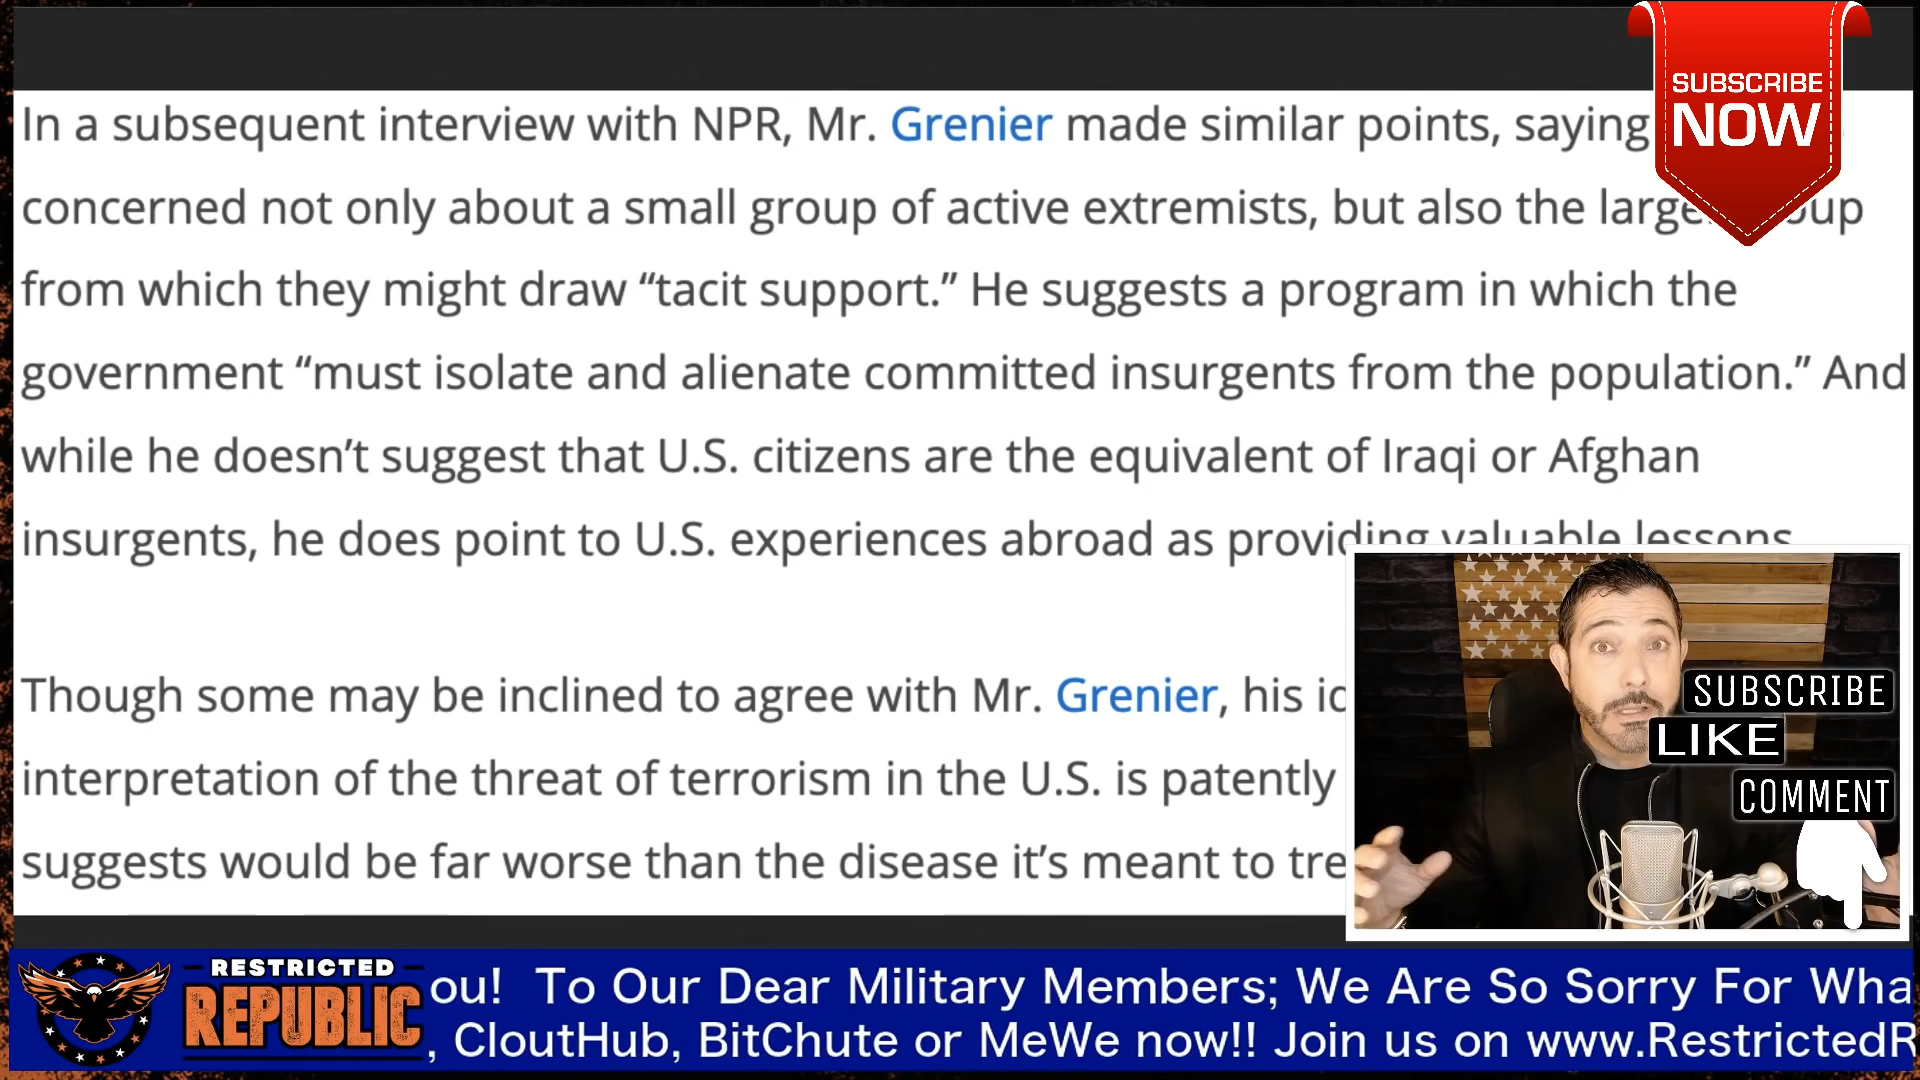 In a subsequent interview with NPR, Mr. Grenier made similar points, saying
concerned not only about a small group of active extremists, but also the
from which they might draw “tacit support.” He suggests a program in which the
government “must isolate and alienate committed insurgents from the population.” And
while he doesn’t suggest that U.S. citizens are the equivalent of Iraqi or Afghan
insurgents, he does point to U.S. experiences abroad as providing valuable lessons
Though some may be inclined to agree with Mr. Grenier, his
interpretation of the threat of terrorism in the U.S. is patently
suggests would be far worse than the disease it’s meant to
SUBSCRIBE
NOW
SUBSCRIBE
LIKE
COMMENT
RESTRICTED
REPUBLIC
ou! To Our Dear Military Members; We Are So Sorry For Wha
, CloutHub, BitChute or MeWe now!! Join us on www.RestrictedR